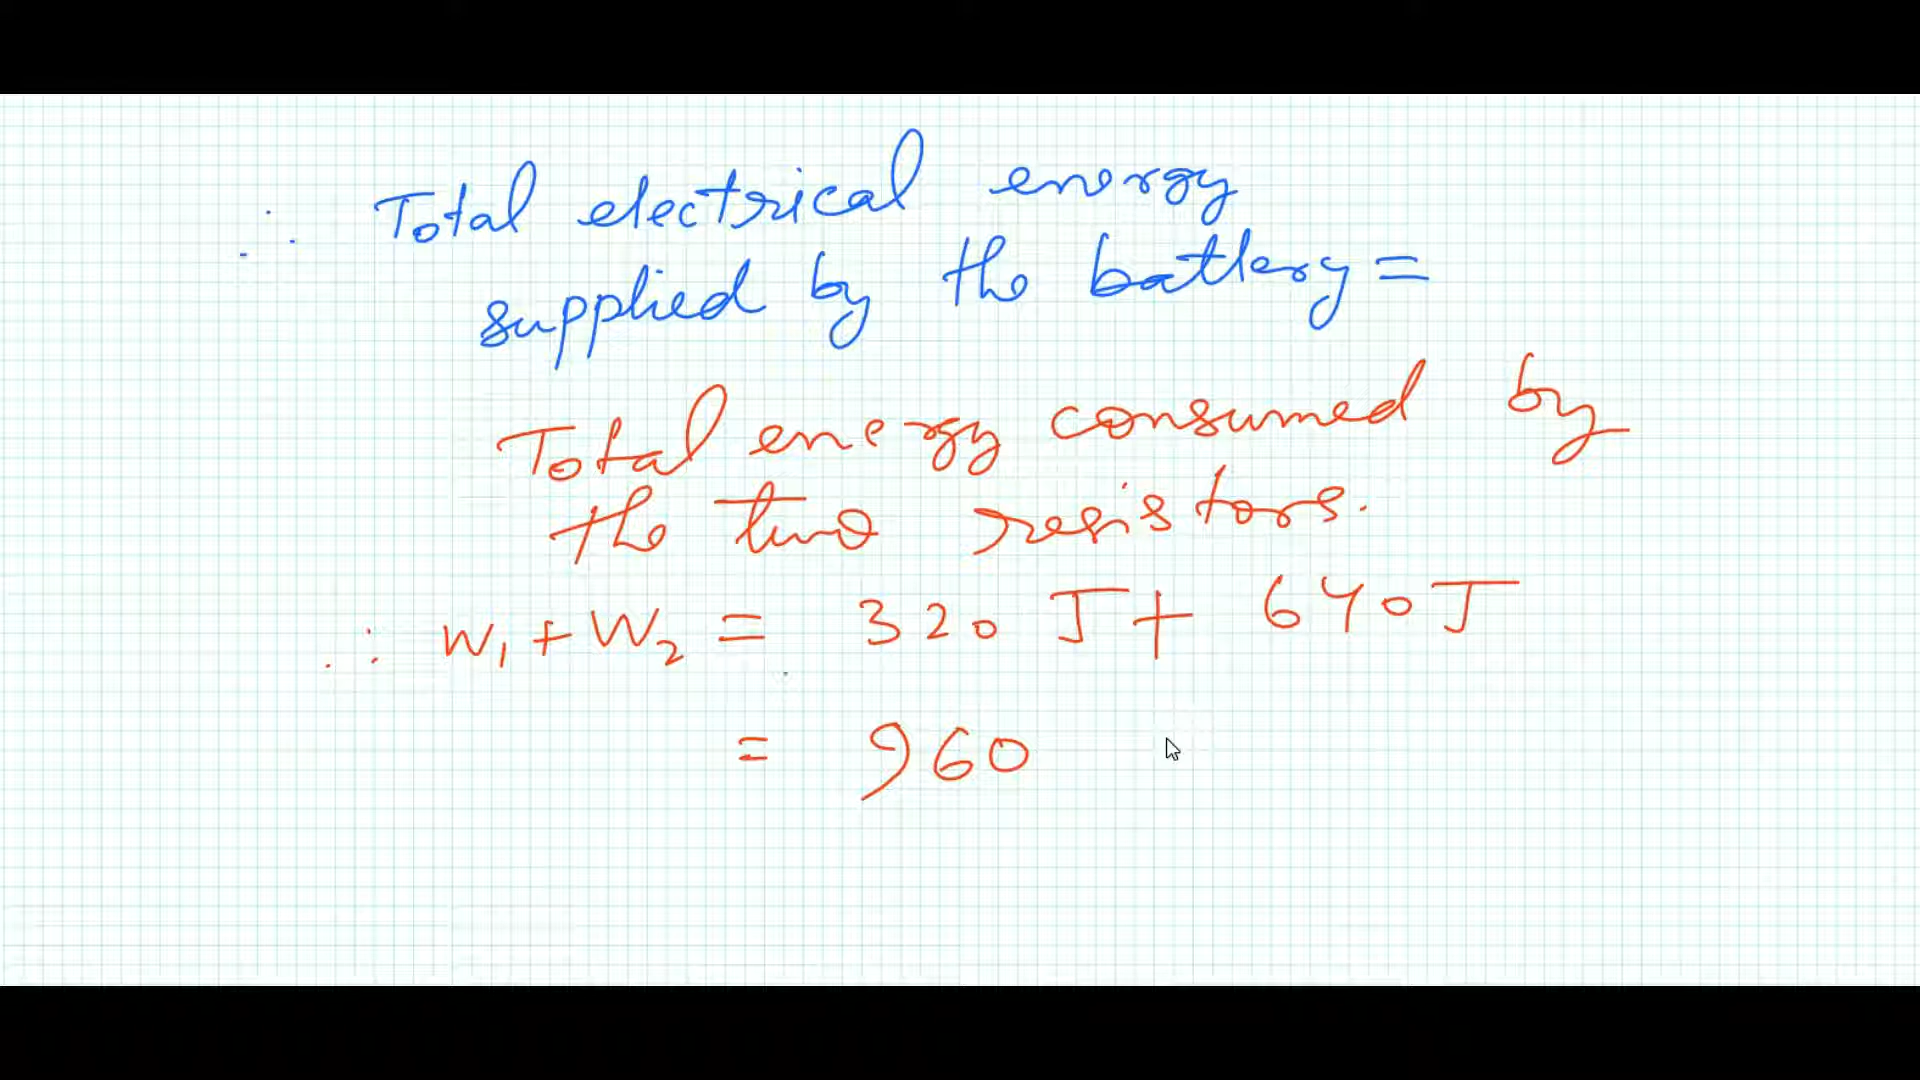 ∴ Total electrical energy
supplied by the battery =
Total energy consumed by
the two resistors.
∴ W₁ + W₂ = 320 J + 640 J
= 960